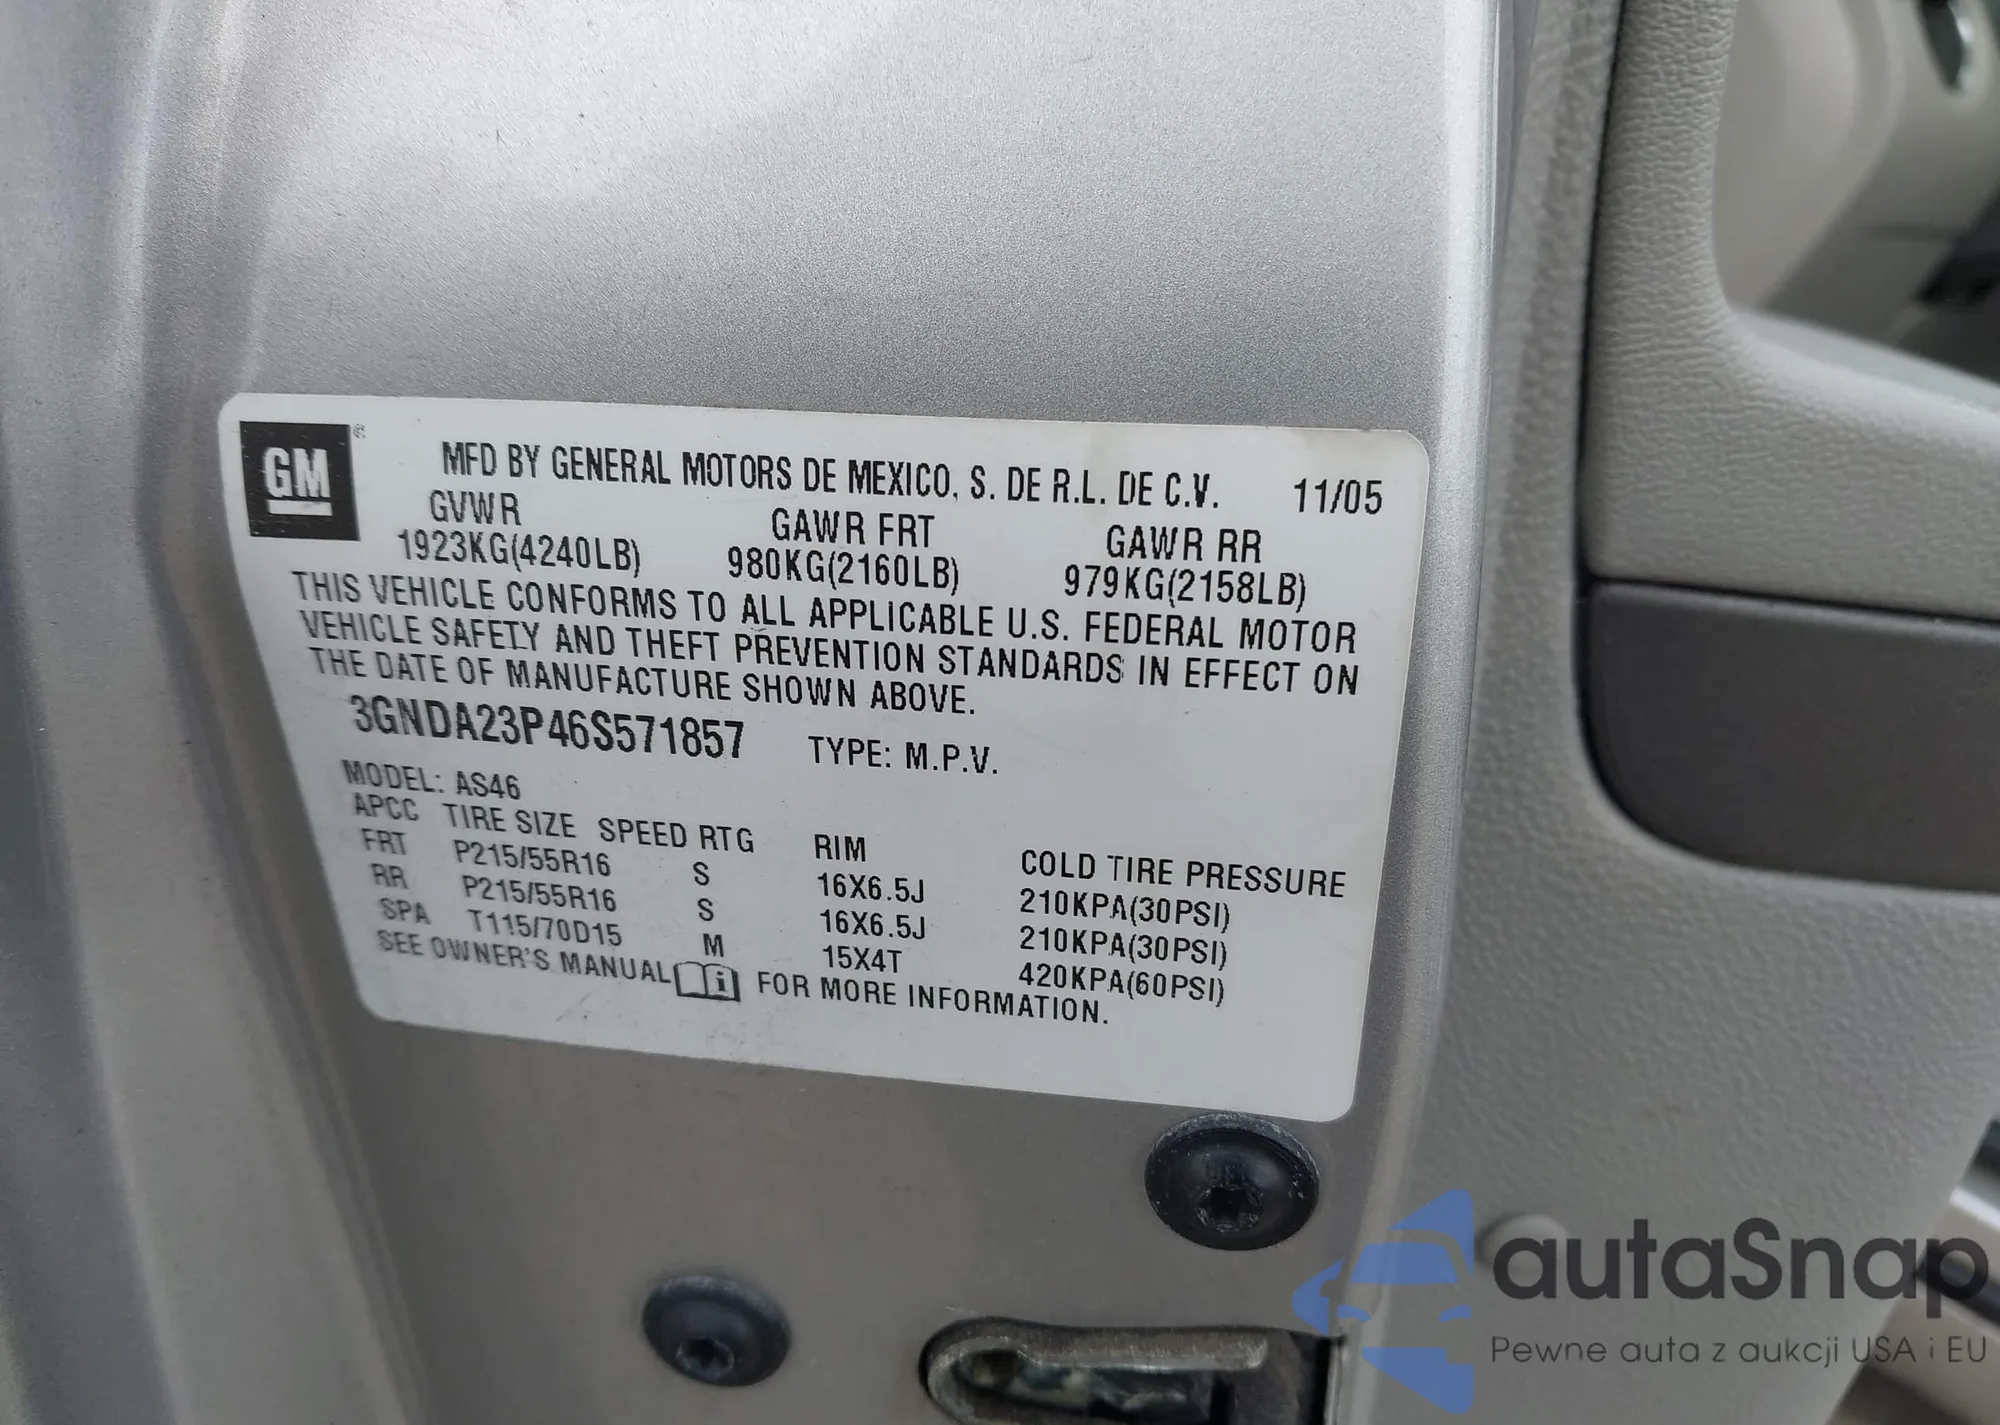 GM
MFD BY GENERAL MOTORS DE MEXICO, S. DE R.L. DE C.V. 11/05
GVWR GAWR FRT GAWR RR
1923KG(4240LB) 980KG(2160LB) 979KG(2158LB)
THIS VEHICLE CONFORMS TO ALL APPLICABLE U.S. FEDERAL MOTOR
VEHICLE SAFETY AND THEFT PREVENTION STANDARDS IN EFFECT ON
THE DATE OF MANUFACTURE SHOWN ABOVE.
3GNDA23P46S571857 TYPE: M.P.V.
MODEL: AS46
APCC TIRE SIZE SPEED RTG RIM COLD TIRE PRESSURE
FRT P215/55R16 S 16X6.5J 210KPA(30PSI)
RR P215/55R16 S 16X6.5J 210KPA(30PSI)
SPA T115/70D15 M 15X4T 420KPA(60PSI)
SEE OWNER'S MANUAL FOR MORE INFORMATION.
autaSnap
Pewne auta z aukcji USA i EU